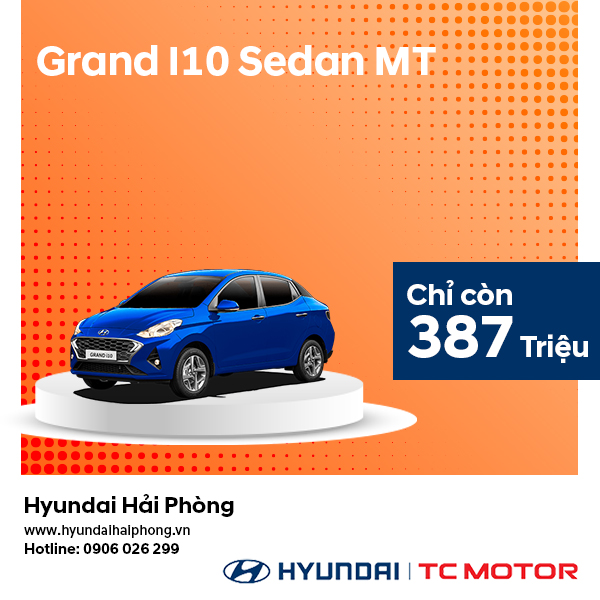 Grand I10 Sedan MT
Chỉ còn
387 Triệu
GRAND i10
Hyundai Hải Phòng
www.hyundaihaiphong.vn
Hotline: 0906 026 299
HYUNDAI | TC MOTOR